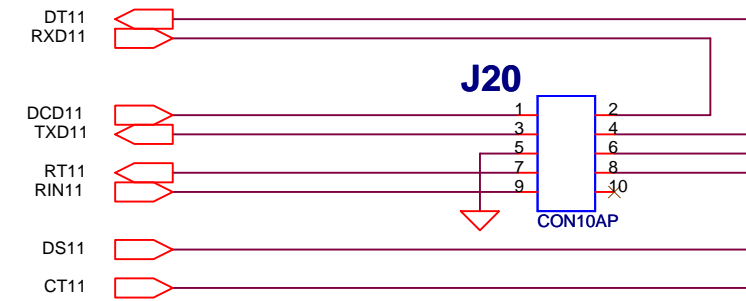 DT11
RXD11
J20
DCD11
1
2
TXD11
3
4
5
6
RT11
7
8
RIN11
9
10
CON10AP
DS11
CT11